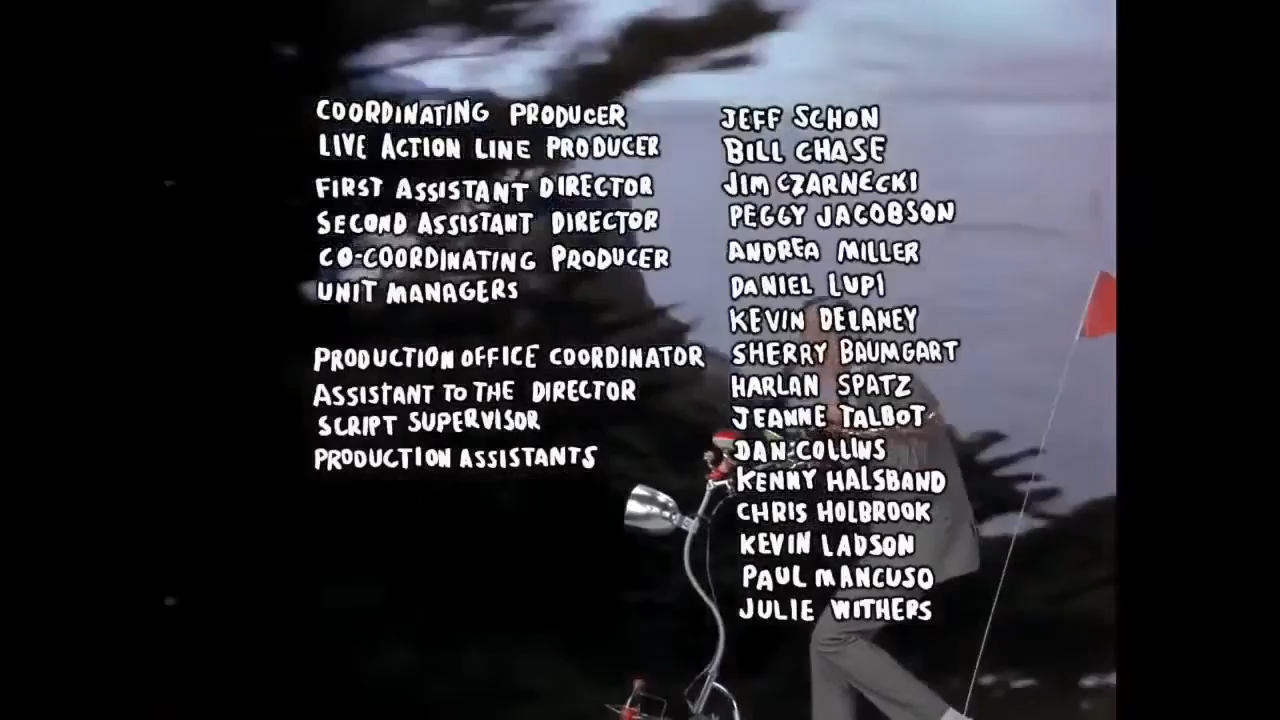 COORDINATING PRODUCER JEFF SCHON
LIVE ACTION LINE PRODUCER BILL CHASE
FIRST ASSISTANT DIRECTOR JIM CZARNECKI
SECOND ASSISTANT DIRECTOR PEGGY JACOBSON
CO-COORDINATING PRODUCER ANDREA MILLER
UNIT MANAGERS DANIEL LUPI
KEVIN DELANEY
PRODUCTION OFFICE COORDINATOR SHERRY BAUMGART
ASSISTANT TO THE DIRECTOR HARLAN SPATZ
SCRIPT SUPERVISOR JEANNE TALBOT
PRODUCTION ASSISTANTS DAN COLLINS
KENNY HALSBAND
CHRIS HOLBROOK
KEVIN LADSON
PAUL MANCUSO
JULIE WITHERS